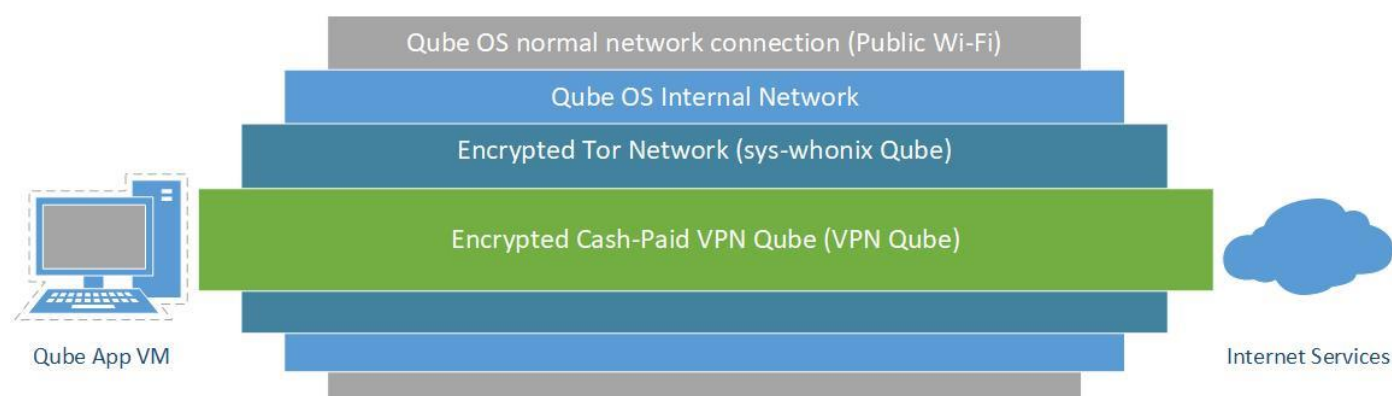 Qube OS normal network connection (Public Wi-Fi)
Qube OS Internal Network
Encrypted Tor Network (sys-whonix Qube)
Encrypted Cash-Paid VPN Qube (VPN Qube)
Qube App VM
Internet Services